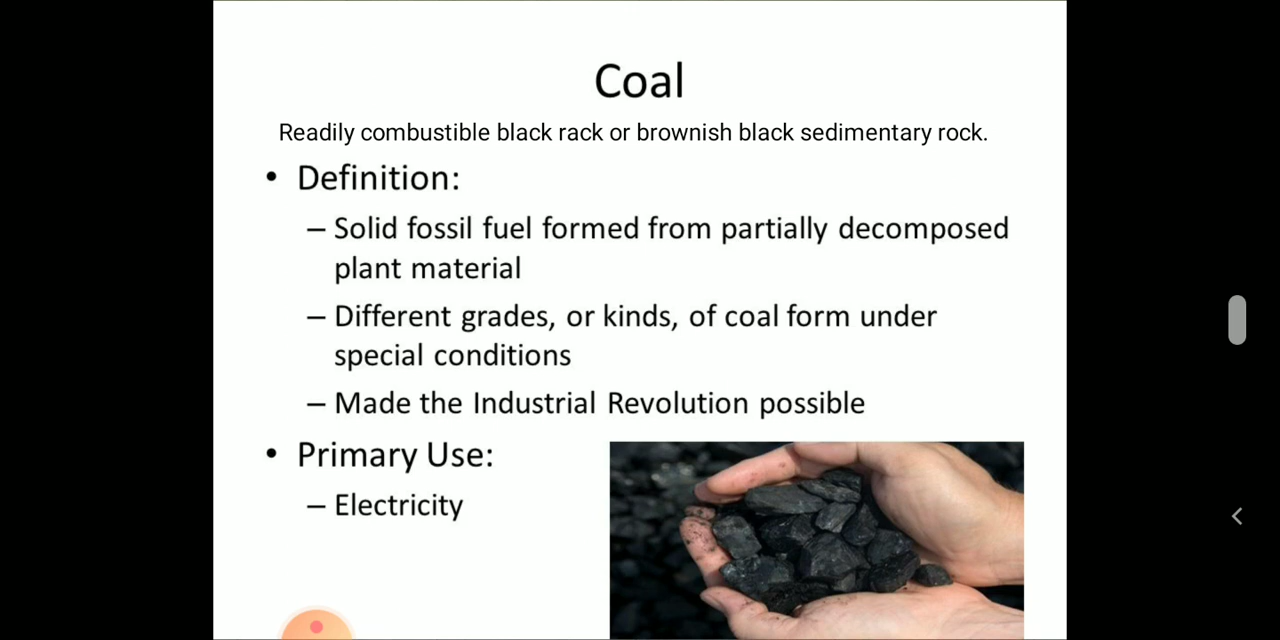 Coal
Readily combustible black rack or brownish black sedimentary rock.
• Definition:
– Solid fossil fuel formed from partially decomposed
plant material
– Different grades, or kinds, of coal form under
special conditions
– Made the Industrial Revolution possible
• Primary Use:
– Electricity